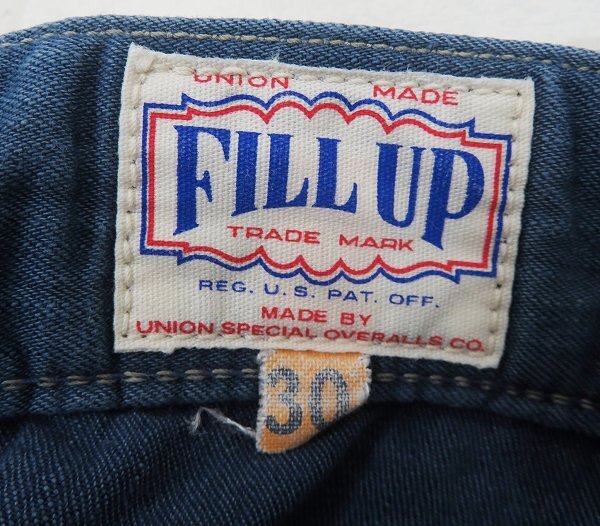 UNION MADE
FILL UP
TRADE MARK
REG. U.S. PAT. OFF.
MADE BY
UNION SPECIAL OVERALLS CO.
30